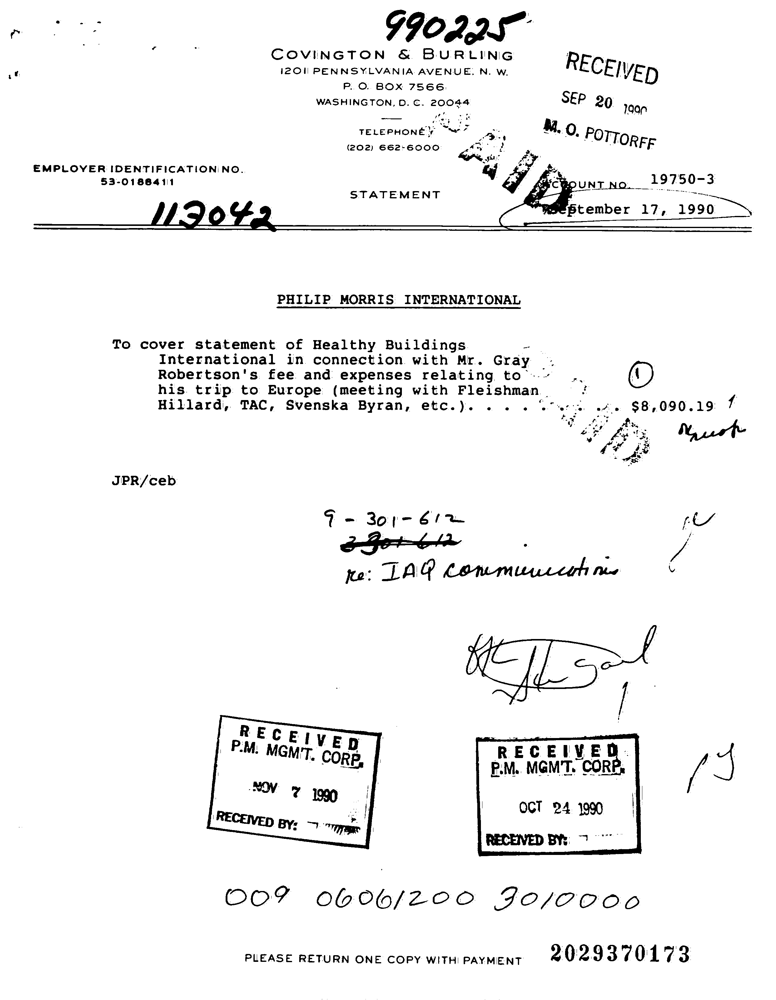 990225
COVINGTON & BURLING
1201 PENNSYLVANIA AVENUE, N. W.
P. O. BOX 7566
WASHINGTON, D. C. 20044
TELEPHONE
(202) 662-6000
RECEIVED
SEP 20 1990
M. O. POTTORFF
PAID
EMPLOYER IDENTIFICATION NO.
53-0188411
STATEMENT
ACCOUNT NO. 19750-3
September 17, 1990
113042
PHILIP MORRIS INTERNATIONAL
To cover statement of Healthy Buildings
International in connection with Mr. Gray
Robertson's fee and expenses relating to
his trip to Europe (meeting with Fleishman
Hillard, TAC, Svenska Byran, etc.). . . . . . . . . . $8,090.19
1
PAID
JPR/ceb
9-301-612
3 301 612
re: IAQ communications
RECEIVED
P.M. MGM'T. CORP.
NOV 7 1990
RECEIVED BY:
RECEIVED
P.M. MGM'T. CORP.
OCT 24 1990
RECEIVED BY:
009 06061200 3010000
PLEASE RETURN ONE COPY WITH PAYMENT
2029370173